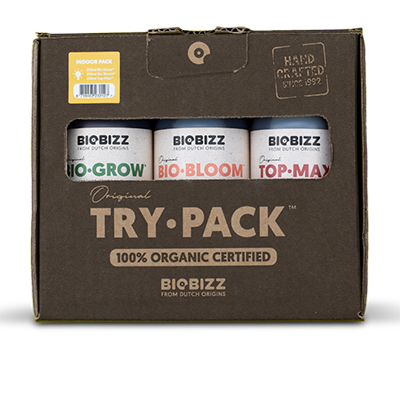 INDOOR PACK
HAND
CRAFTED
SINCE 1992
BIOBIZZ
FROM DUTCH ORIGINS
Original
BIO•GROW
BIOBIZZ
FROM DUTCH ORIGINS
Original
BIO•BLOOM
BIOBIZZ
FROM DUTCH ORIGINS
Original
TOP•MAX
Original
TRY•PACK™
100% ORGANIC CERTIFIED
BIOBIZZ
FROM DUTCH ORIGINS